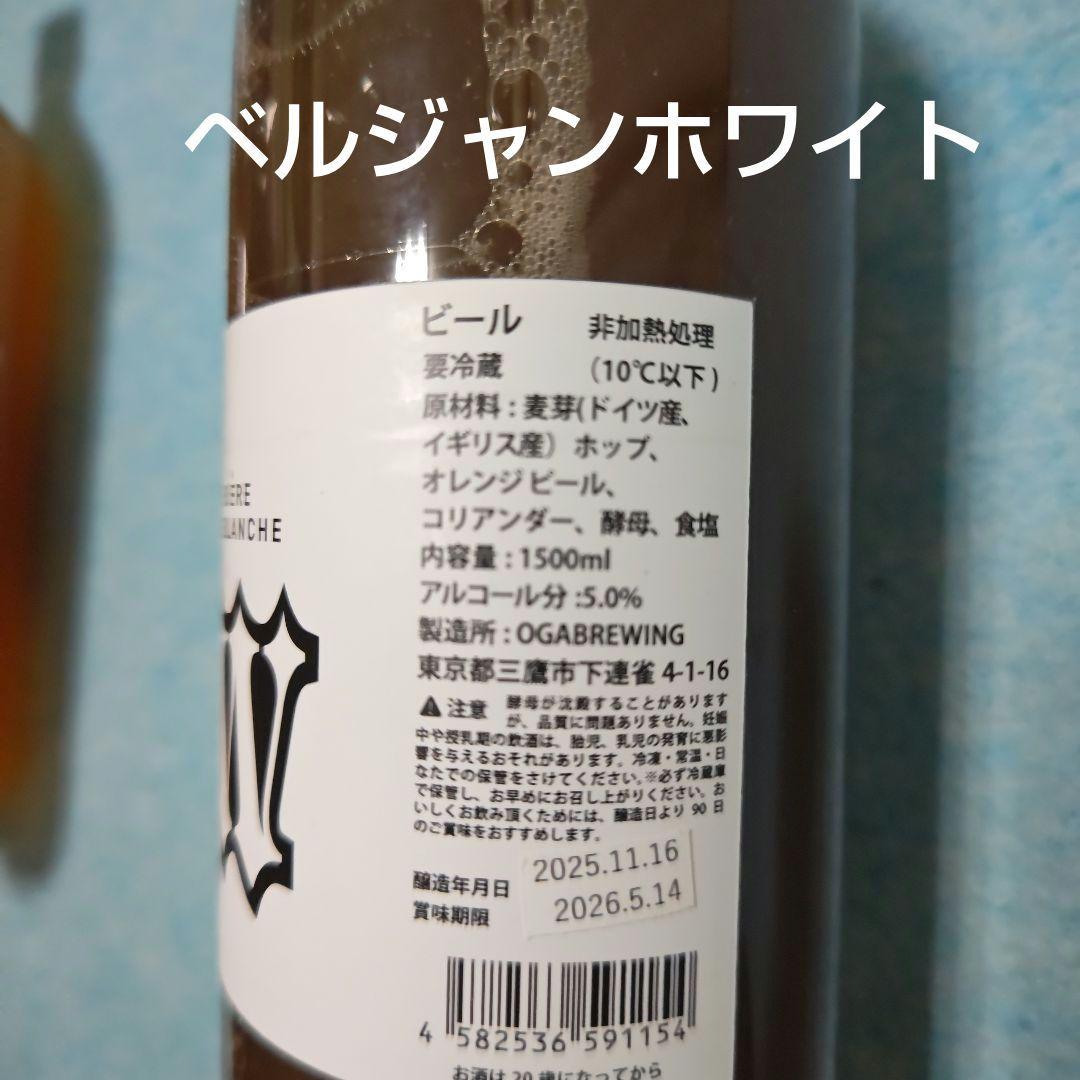 ベルジャンホワイト
ビール 非加熱処理
要冷蔵 (10℃以下)
原材料 : 麦芽(ドイツ産、
イギリス産) ホップ、
オレンジ ピール、
コリアンダー、酵母、食塩
内容量 : 1500ml
アルコール分 :5.0%
製造所 : OGABREWING
東京都三鷹市下連雀 4-1-16
注意 酵母が沈殿することがあります
が、品質に問題ありません。妊娠
中や授乳期の飲酒は、胎児、乳児の発育に悪影
響を与えるおそれがあります。冷凍・常温・日
なたでの保管をさけてください。※必ず冷蔵庫
で保管し、お早めにお召し上がりください。お
いしくお飲み頂くためには、醸造日より 90 日
のご賞味をおすすめします。
醸造年月日 2025.11.16
賞味期限 2026.5.14
4 582536 591154
お酒は 20 歳になってから
BIÈRE
BLANCHE